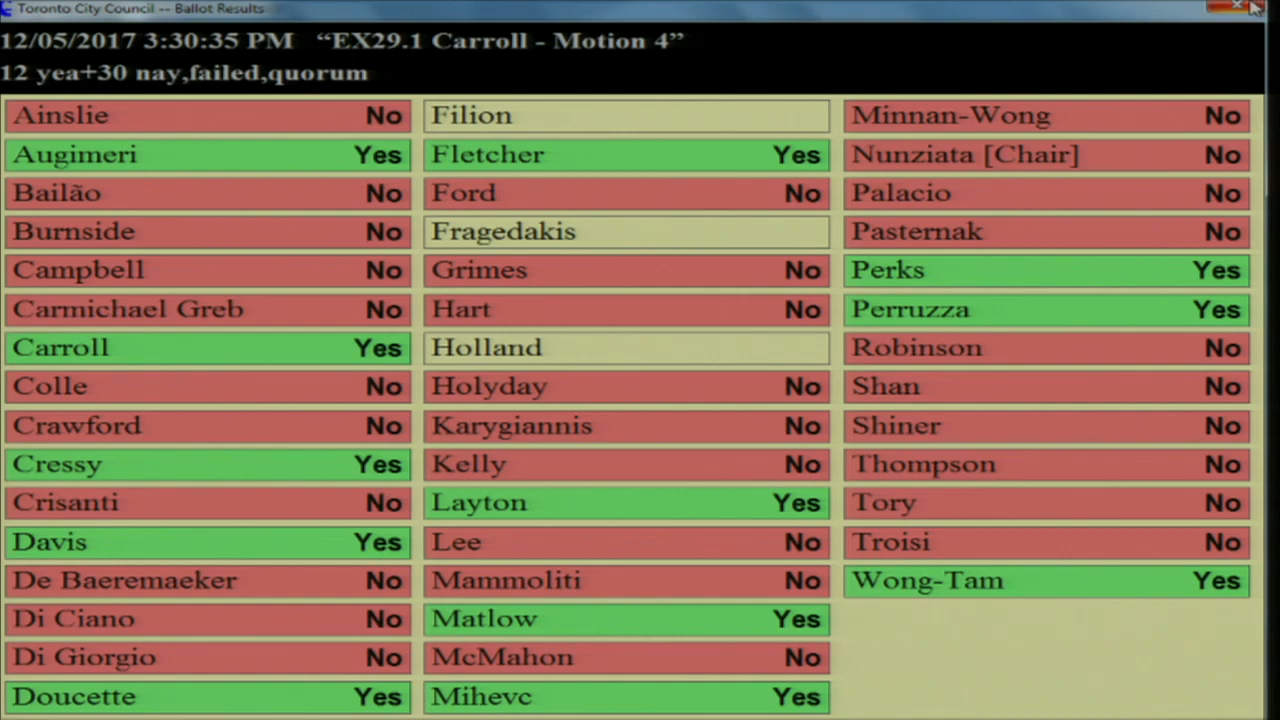 Toronto City Council -- Ballot Results
12/05/2017 3:30:35 PM “EX29.1 Carroll - Motion 4”
12 yea+30 nay,failed,quorum
Ainslie No
Augimeri Yes
Bailão No
Burnside No
Campbell No
Carmichael Greb No
Carroll Yes
Colle No
Crawford No
Cressy Yes
Crisanti No
Davis Yes
De Baeremaeker No
Di Ciano No
Di Giorgio No
Doucette Yes
Filion
Fletcher Yes
Ford No
Fragedakis
Grimes No
Hart No
Holland
Holyday No
Karygiannis No
Kelly No
Layton Yes
Lee No
Mammoliti No
Matlow Yes
McMahon No
Mihevc Yes
Minnan-Wong No
Nunziata [Chair] No
Palacio No
Pasternak No
Perks Yes
Perruzza Yes
Robinson No
Shan No
Shiner No
Thompson No
Tory No
Troisi No
Wong-Tam Yes